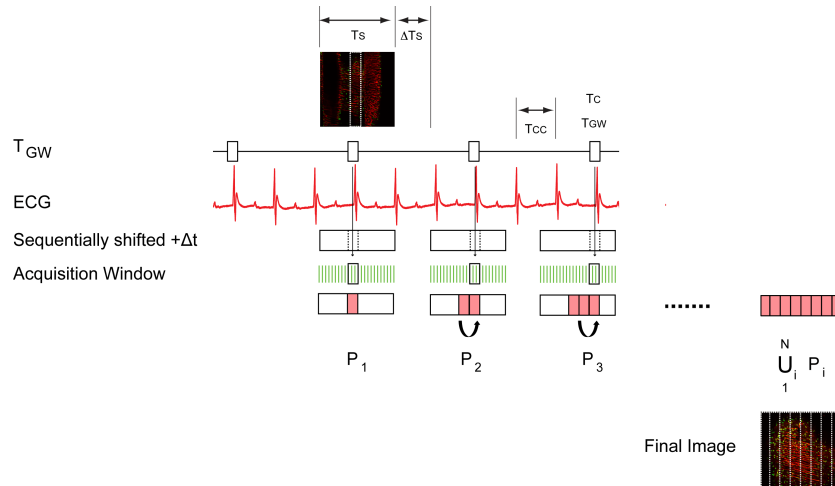 Ts ΔTs
Tc
Tcc TGW
TGW
ECG
Sequentially shifted +Δt
Acquisition Window
.......
P1 P2 P3
N
Ui Pi
1
Final Image